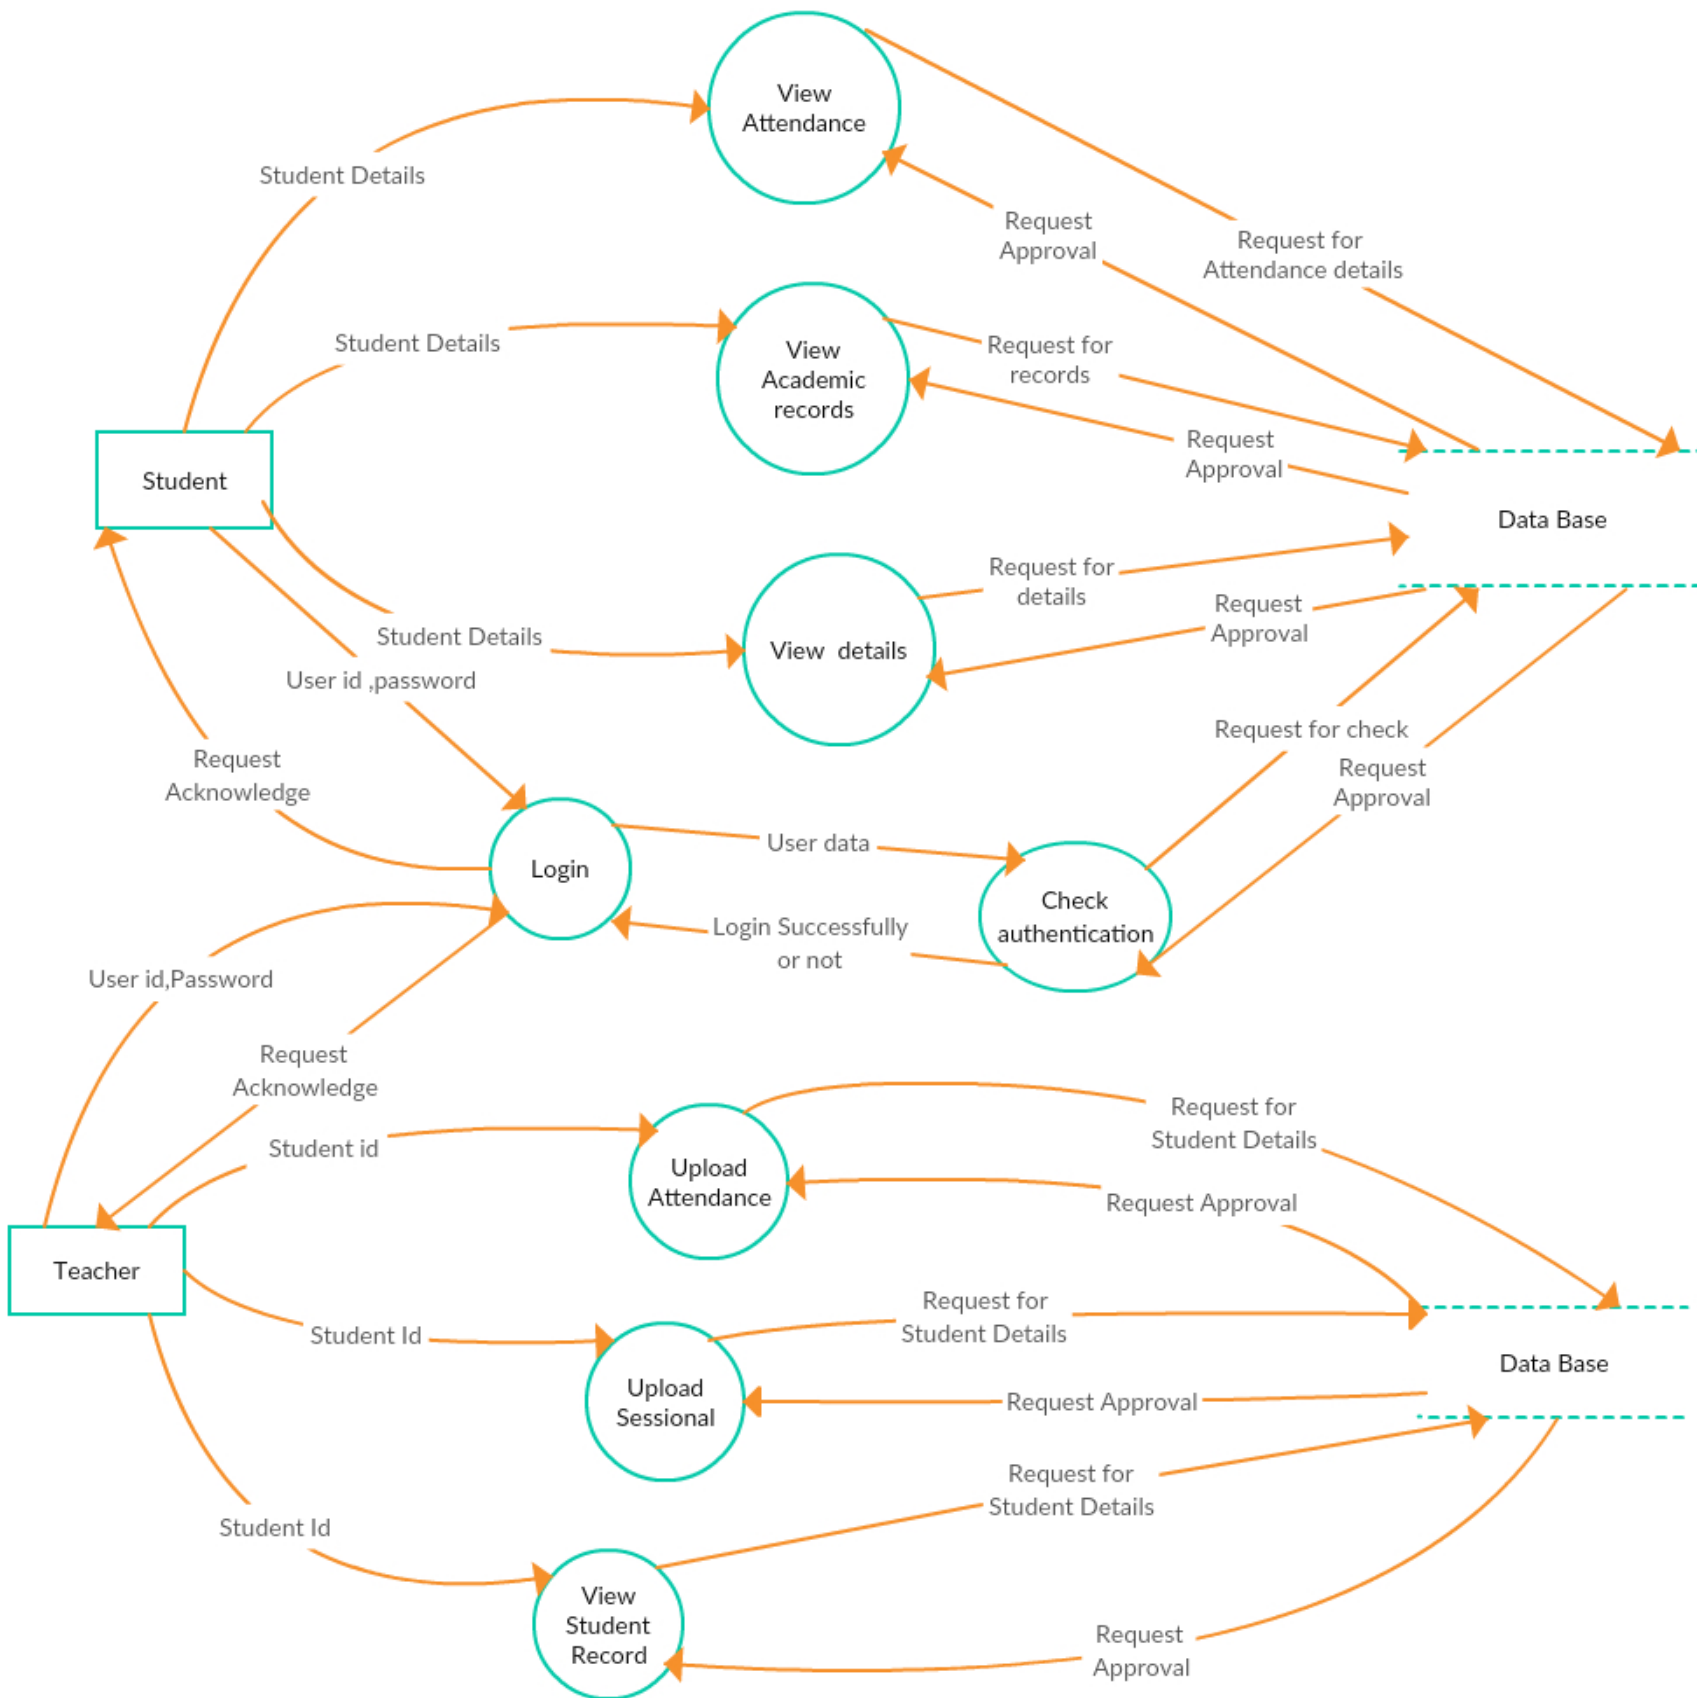 View
Attendance
Student Details
Request
Approval
Request for
Attendance details
Student Details
View
Academic
records
Request for
records
Request
Approval
Student
Data Base
Request for
details
Request
Approval
Student Details
View  details
User id ,password
Request for check
Request
Acknowledge
Request
Approval
User data
Login
Check
authentication
Login Successfully
or not
User id,Password
Request
Acknowledge
Student id
Request for
Student Details
Upload
Attendance
Request Approval
Teacher
Student Id
Request for
Student Details
Data Base
Upload
Sessional
Request Approval
Request for
Student Details
Student Id
View
Student
Record
Request
Approval